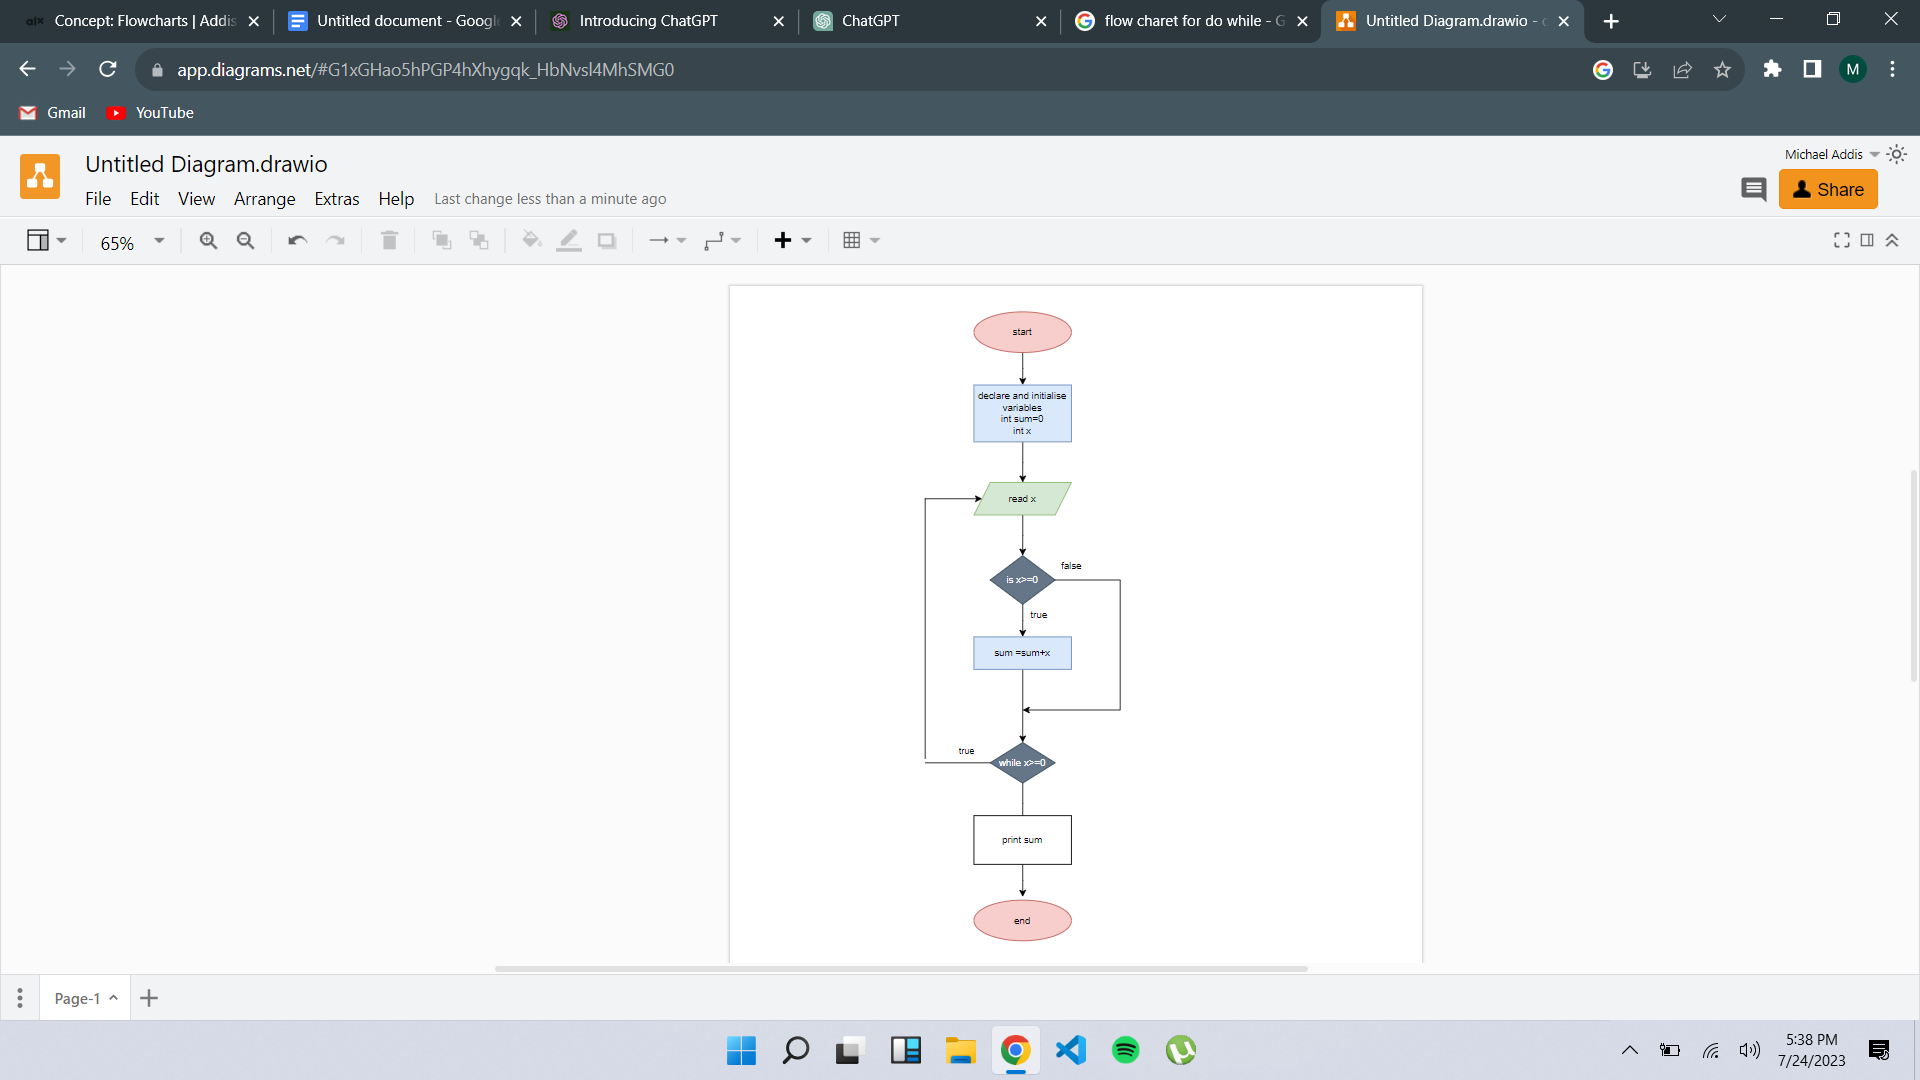 Concept: Flowcharts | Addis
Untitled document - Google
Introducing ChatGPT
ChatGPT
flow charet for do while - G
Untitled Diagram.drawio - d
app.diagrams.net/#G1xGHao5hPGP4hXhygqk_HbNvsl4MhSMG0
M
Gmail
YouTube
Untitled Diagram.drawio
Michael Addis
File Edit View Arrange Extras Help Last change less than a minute ago
Share
65%
start
declare and initialise
variables
int sum=0
int x
read x
false
is x>=0
true
sum =sum+x
true
while x>=0
print sum
end
Page-1
5:38 PM
7/24/2023